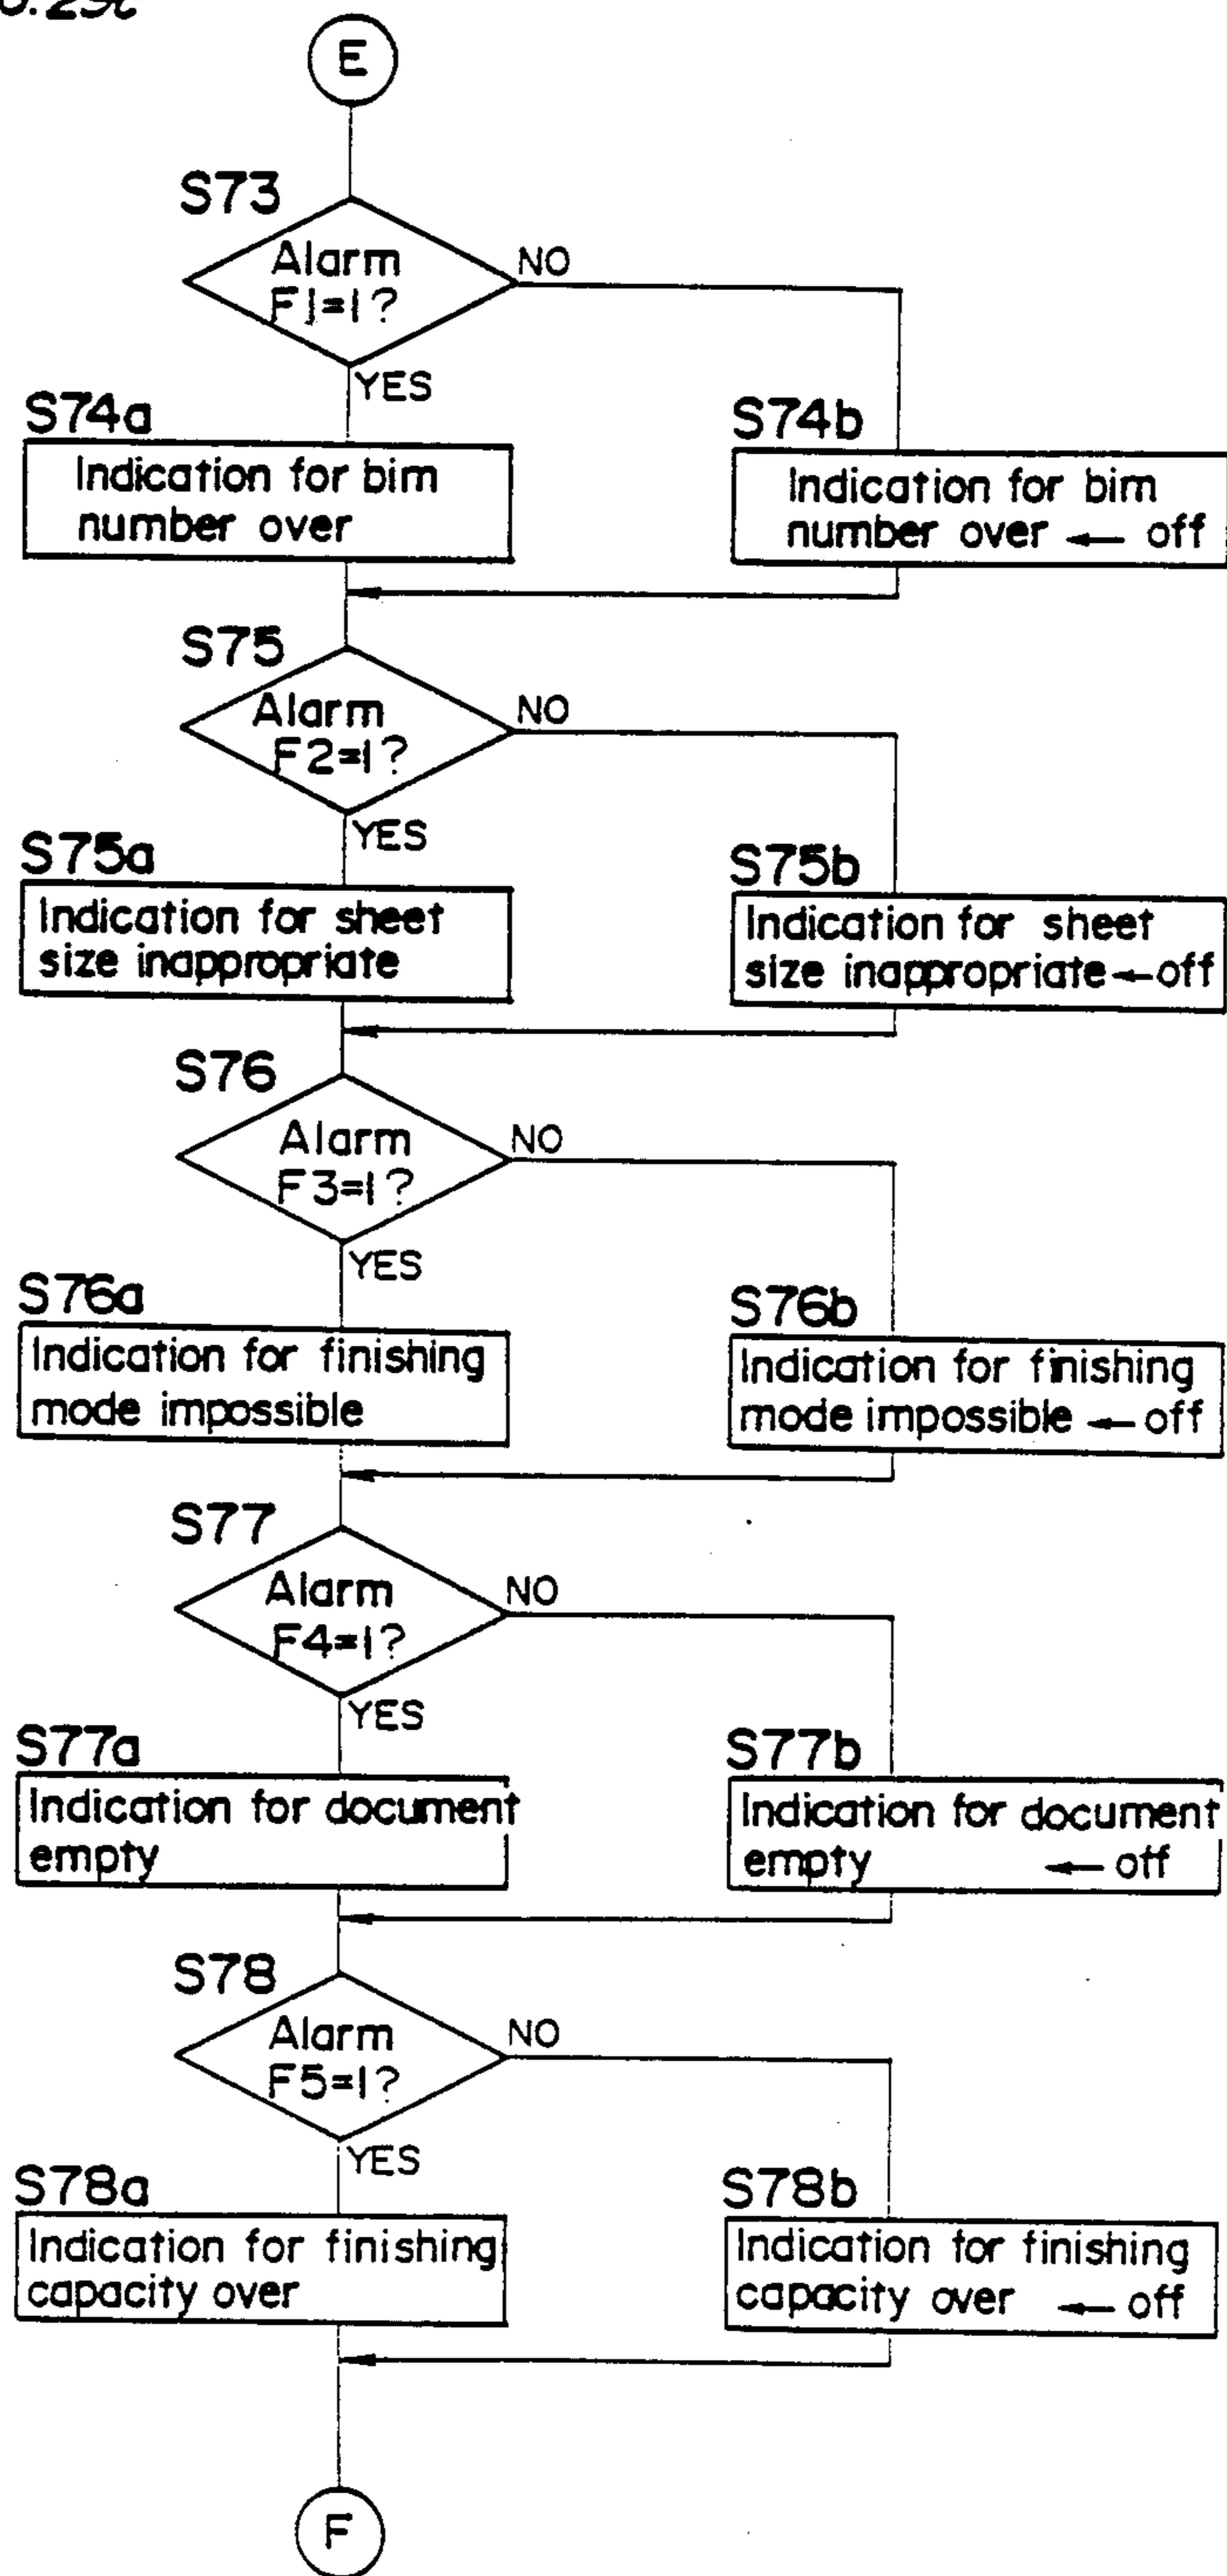 E
S73
Alarm
F1=1?
NO
YES
S74a
Indication for bim
number over
S74b
Indication for bim
number over ← off
S75
Alarm
F2=1?
NO
YES
S75a
Indication for sheet
size inappropriate
S75b
Indication for sheet
size inappropriate ← off
S76
Alarm
F3=1?
NO
YES
S76a
Indication for finishing
mode impossible
S76b
Indication for finishing
mode impossible ← off
S77
Alarm
F4=1?
NO
YES
S77a
Indication for document
empty
S77b
Indication for document
empty ← off
S78
Alarm
F5=1?
NO
YES
S78a
Indication for finishing
capacity over
S78b
Indication for finishing
capacity over ← off
F